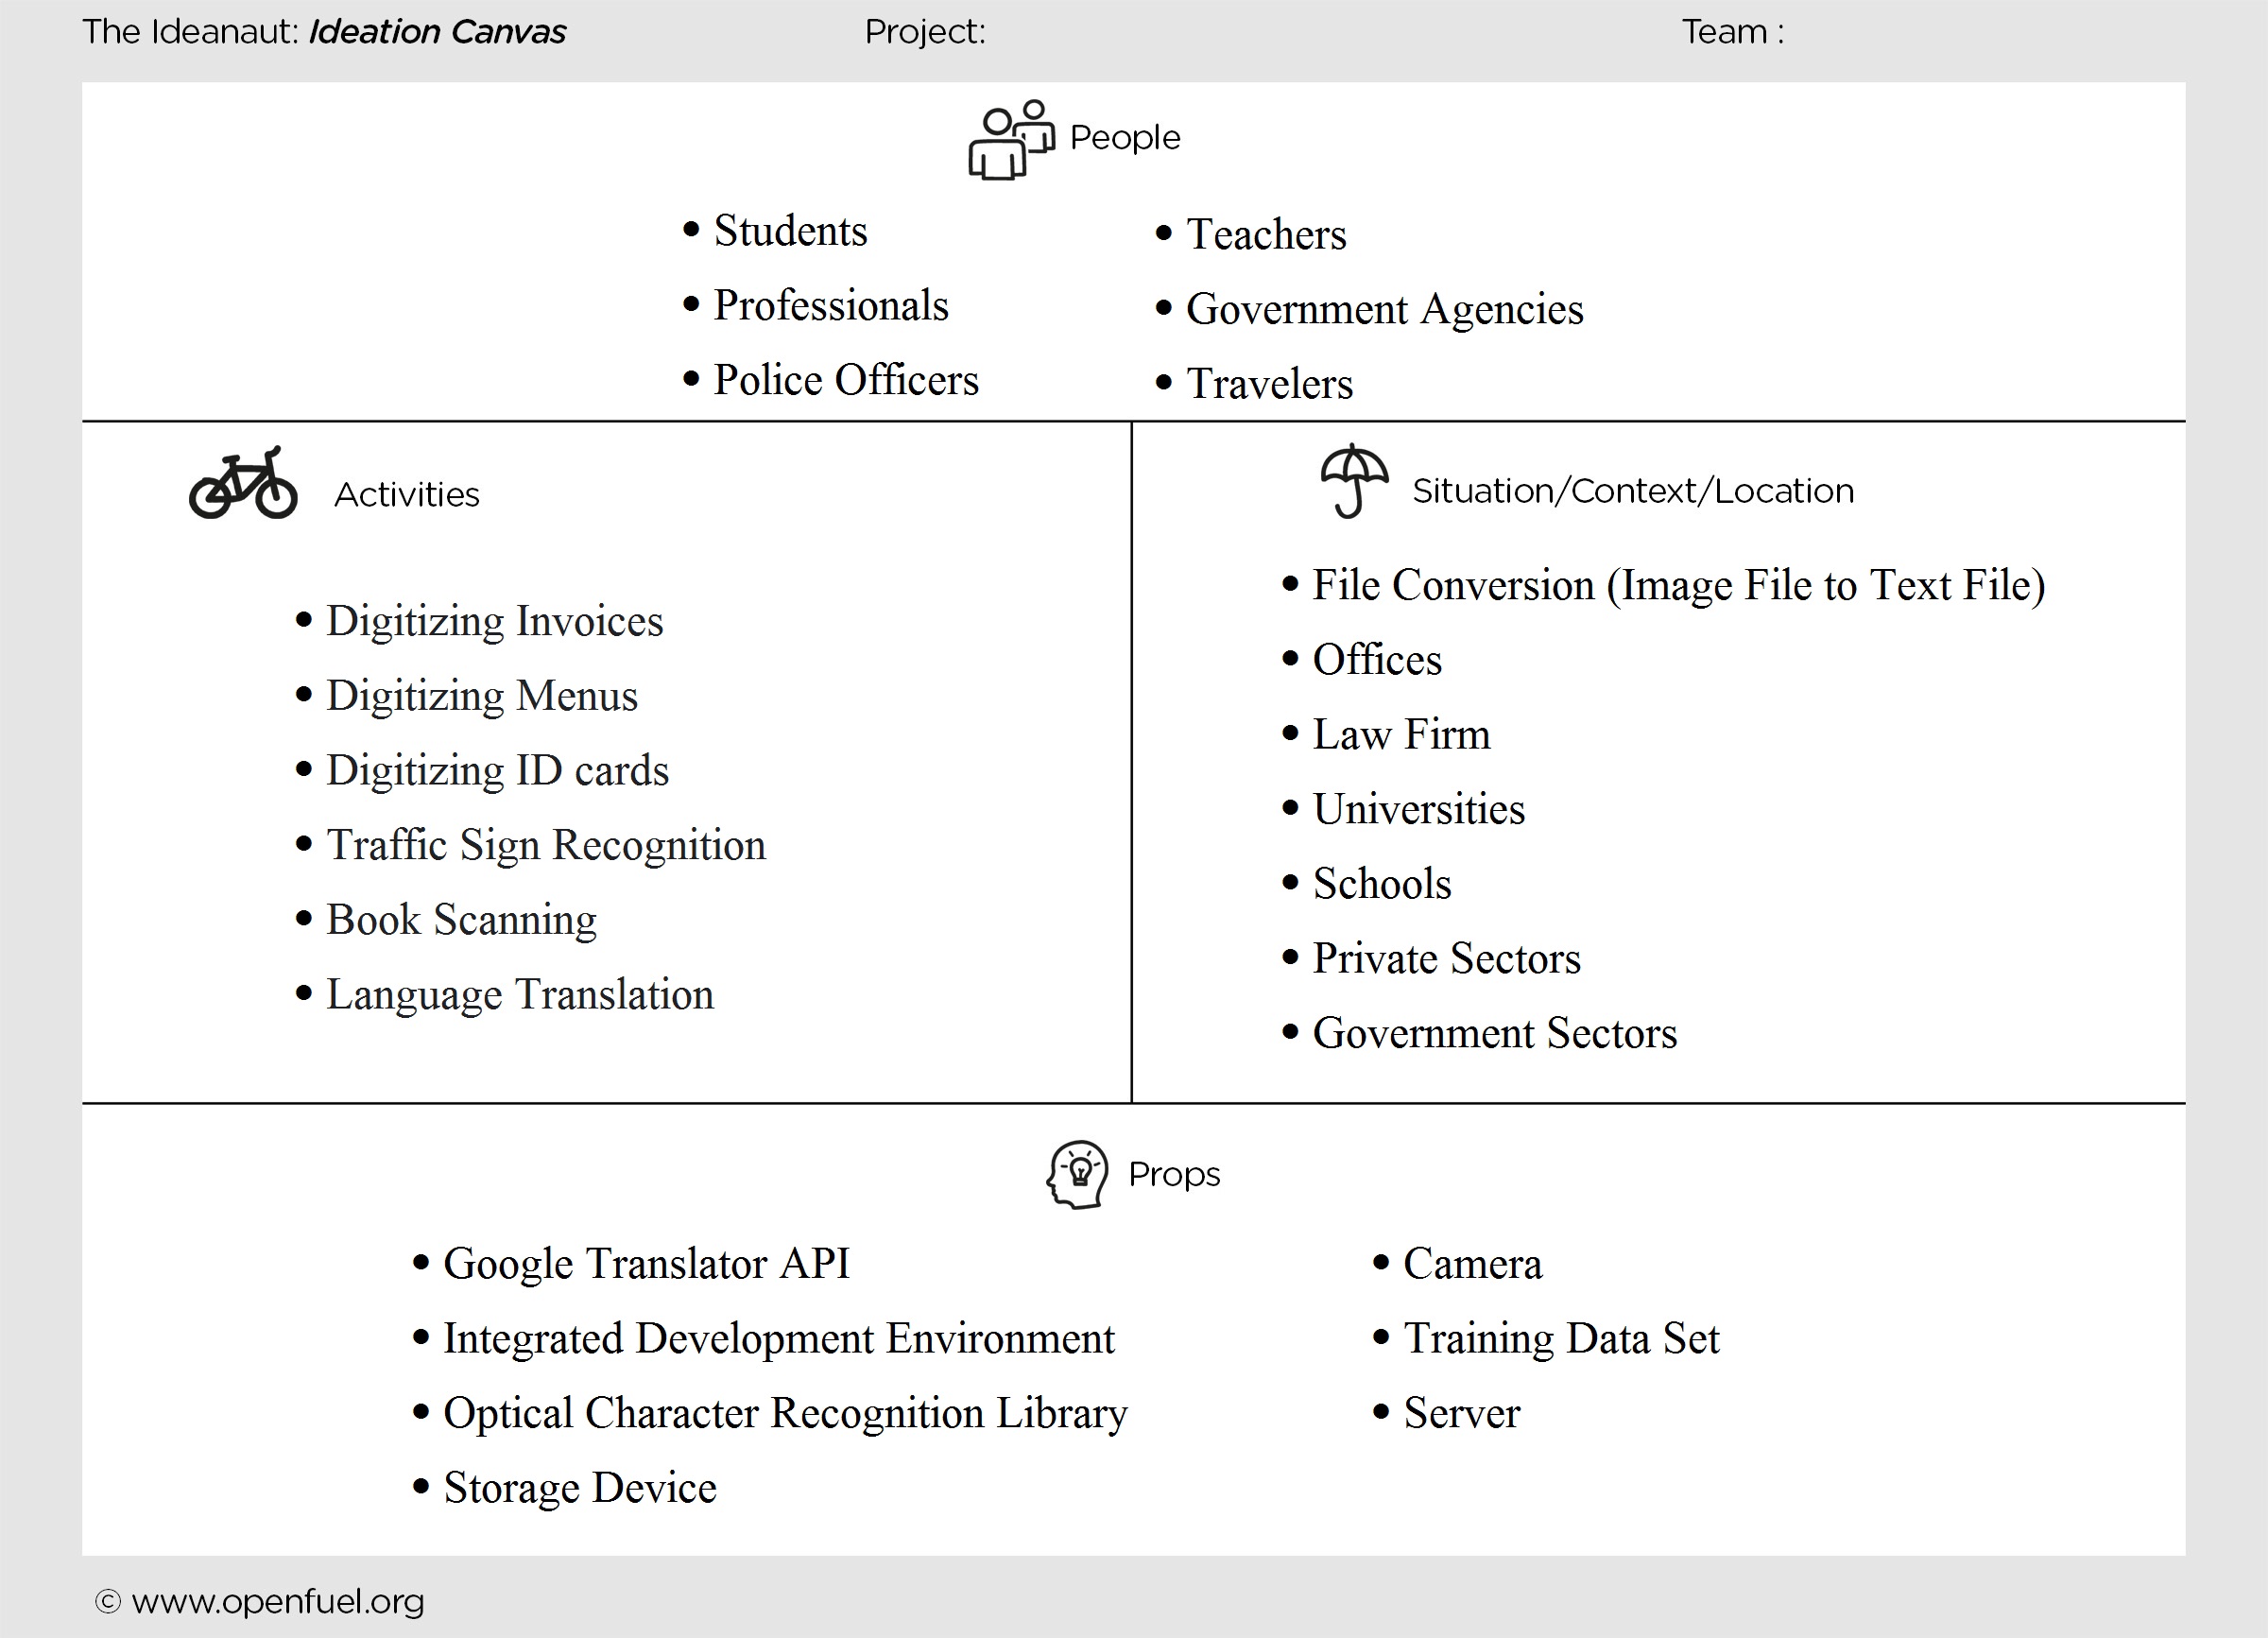 The Ideanaut: Ideation Canvas
Project:
Team :
People
• Students
• Professionals
• Police Officers
• Teachers
• Government Agencies
• Travelers
Activities
• Digitizing Invoices
• Digitizing Menus
• Digitizing ID cards
• Traffic Sign Recognition
• Book Scanning
• Language Translation
Situation/Context/Location
• File Conversion (Image File to Text File)
• Offices
• Law Firm
• Universities
• Schools
• Private Sectors
• Government Sectors
Props
• Google Translator API
• Integrated Development Environment
• Optical Character Recognition Library
• Storage Device
• Camera
• Training Data Set
• Server
© www.openfuel.org